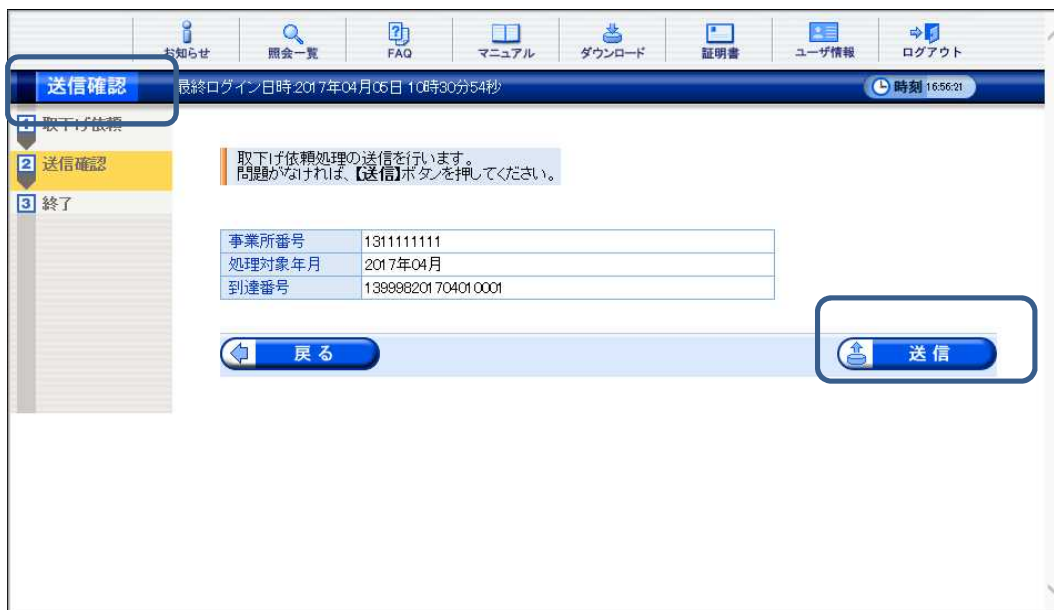 お知らせ
照会一覧
FAQ
マニュアル
ダウンロード
証明書
ユーザ情報
ログアウト
送信確認
最終ログイン日時:2017年04月05日 10時30分54秒
時刻 16:56:21
1 取下げ依頼
2 送信確認
3 終了
取下げ依頼処理の送信を行います。
問題がなければ、【送信】ボタンを押してください。
事業所番号 1311111111
処理対象年月 2017年04月
到達番号 139998201704010001
戻る
送信